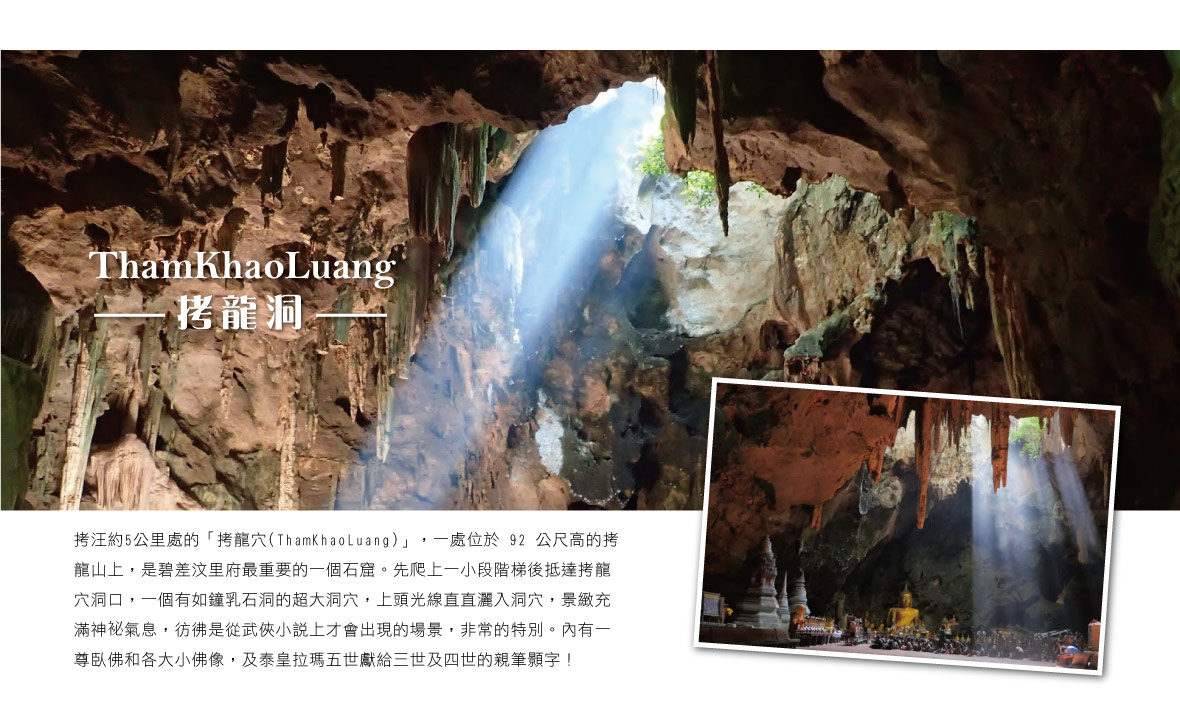 ThamKhaoLuang
拷龍洞
拷汪約5公里處的「拷龍穴(ThamKhaoLuang)」，一處位於 92 公尺高的拷
龍山上，是碧差汶里府最重要的一個石窟。先爬上一小段階梯後抵達拷龍
穴洞口，一個有如鐘乳石洞的超大洞穴，上頭光線直直灑入洞穴，景緻充
滿神祕氣息，彷彿是從武俠小説上才會出現的場景，非常的特別。內有一
尊臥佛和各大小佛像，及泰皇拉瑪五世獻給三世及四世的親筆顯字！